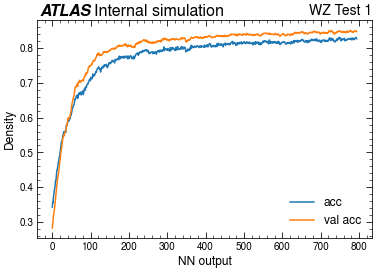 ATLAS Internal simulation WZ Test 1
0.8
0.7
0.6
0.5
0.4
0.3
Density
acc
val acc
0 100 200 300 400 500 600 700 800
NN output